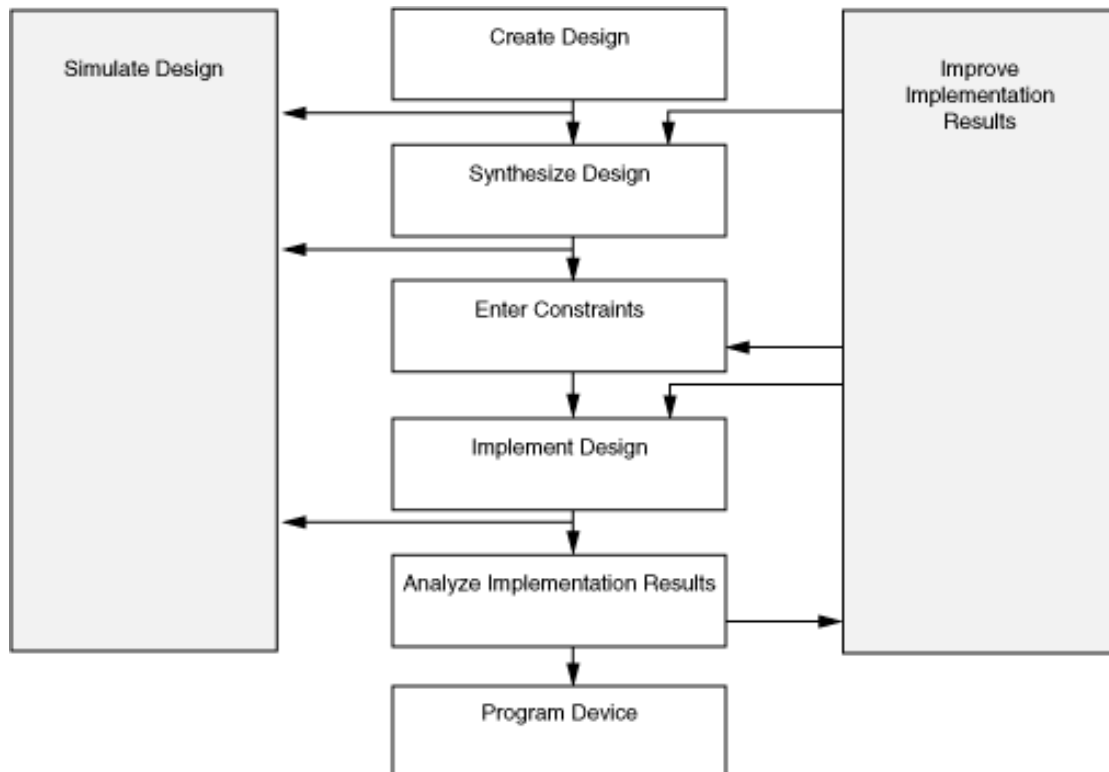 Create Design
Simulate Design
Improve
Implementation
Results
Synthesize Design
Enter Constraints
Implement Design
Analyze Implementation Results
Program Device